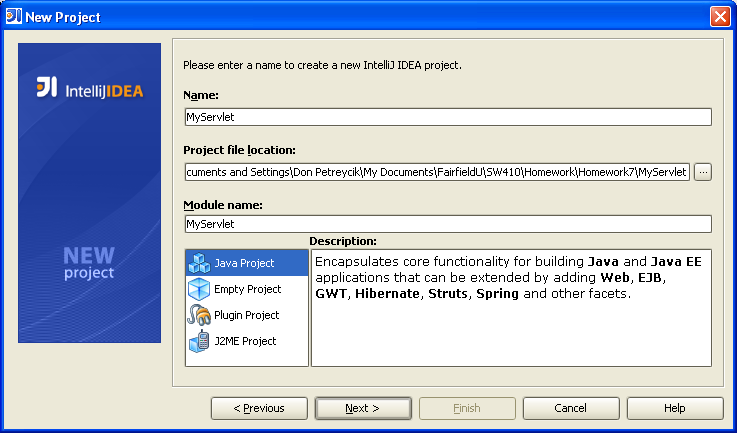 New Project
IntelliJIDEA
NEW
project
Please enter a name to create a new IntelliJ IDEA project.
Name:
MyServlet
Project file location:
cuments and Settings\Don Petreycik\My Documents\FairfieldU\SW410\Homework\Homework7\MyServlet
...
Module name:
MyServlet
Java Project
Empty Project
Plugin Project
J2ME Project
Description:
Encapsulates core functionality for building Java and Java EE
applications that can be extended by adding Web, EJB,
GWT, Hibernate, Struts, Spring and other facets.
< Previous
Next >
Finish
Cancel
Help